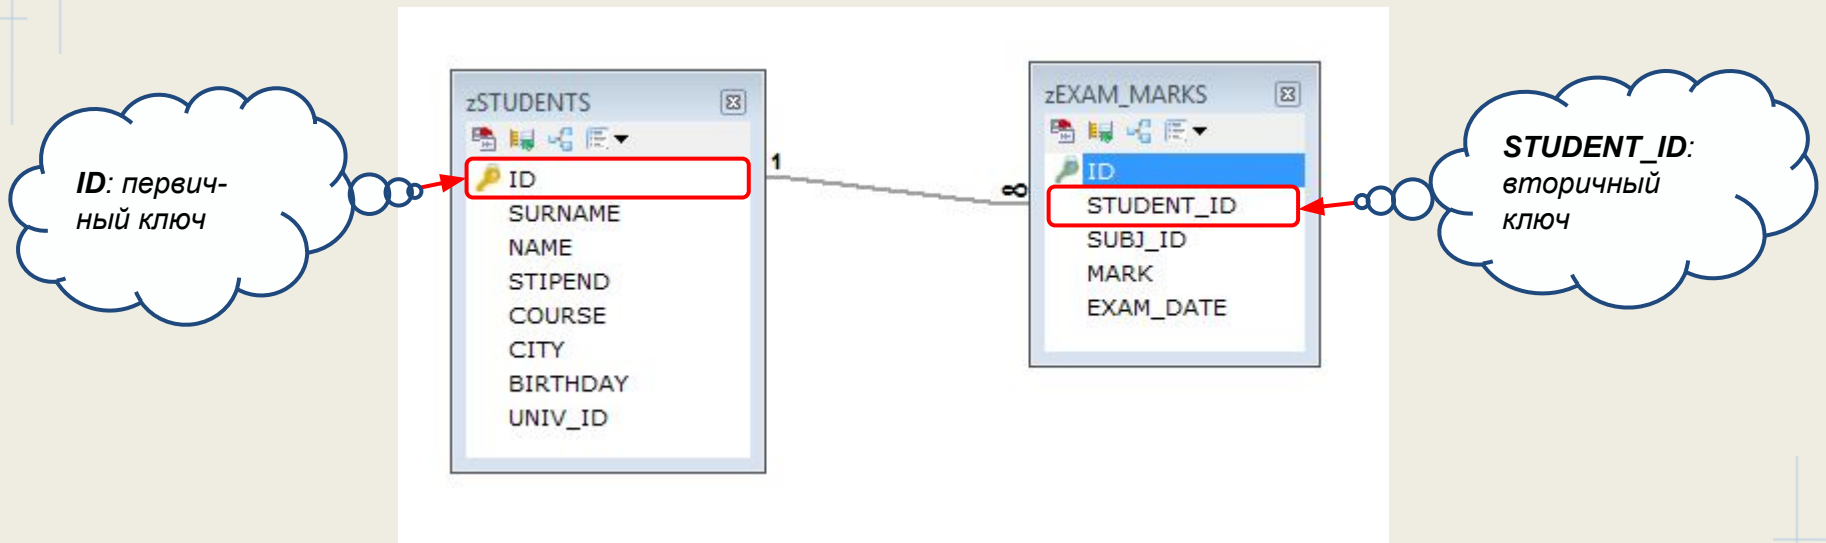 ID: первич-
ный ключ
zSTUDENTS
ID
SURNAME
NAME
STIPEND
COURSE
CITY
BIRTHDAY
UNIV_ID
1
∞
zEXAM_MARKS
ID
STUDENT_ID
SUBJ_ID
MARK
EXAM_DATE
STUDENT_ID:
вторичный
ключ